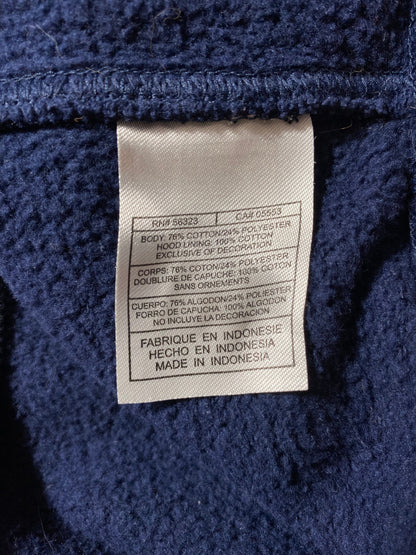 RN# 56323 CA# 05553
BODY: 76% COTTON/24% POLYESTER
HOOD LINING: 100% COTTON
EXCLUSIVE OF DECORATION
CORPS: 76% COTON/24% POLYESTER
DOUBLURE DE CAPUCHE: 100% COTON
SANS ORNEMENTS
CUERPO: 76% ALGODON/24% POLIESTER
FORRO DE CAPUCHA: 100% ALGODON
NO INCLUYE LA DECORACION
FABRIQUE EN INDONESIE
HECHO EN INDONESIA
MADE IN INDONESIA